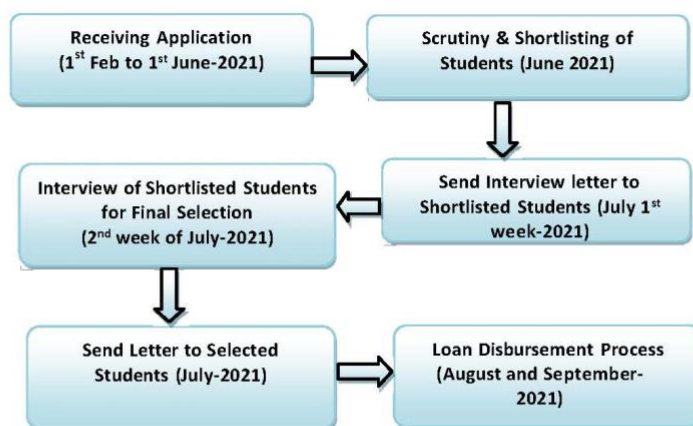 Receiving Application
(1st Feb to 1st June-2021)
Scrutiny & Shortlisting of
Students (June 2021)
Send Interview letter to
Shortlisted Students (July 1st
week-2021)
Interview of Shortlisted Students
for Final Selection
(2nd week of July-2021)
Send Letter to Selected
Students (July-2021)
Loan Disbursement Process
(August and September-
2021)